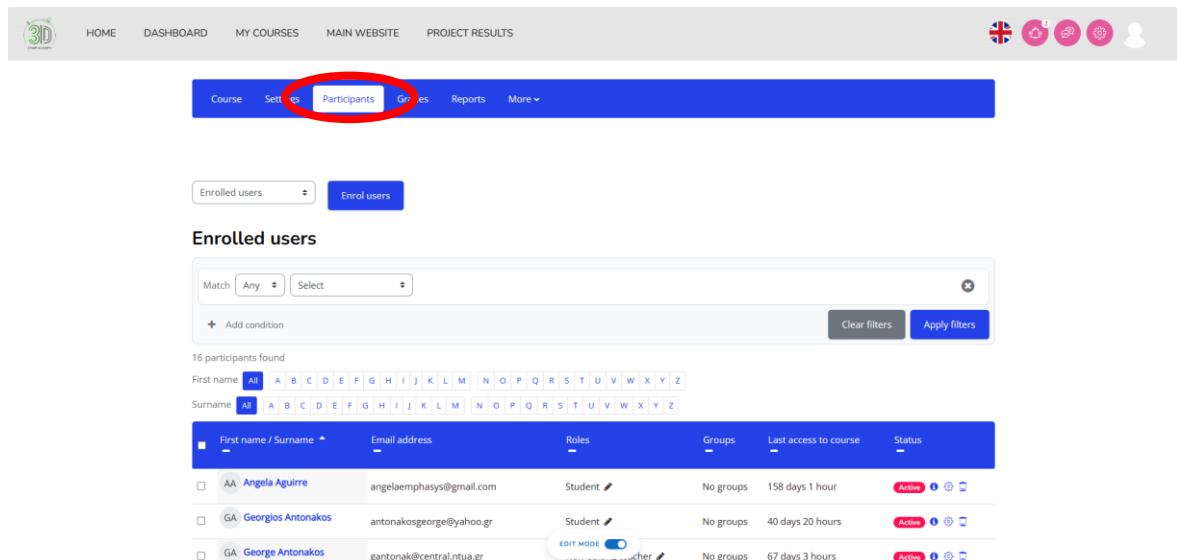 3D
HOME DASHBOARD MY COURSES MAIN WEBSITE PROJECT RESULTS 2
Course Settings Participants Grades Reports More
Enrolled users Enrol users
Enrolled users
Match Any Select
+ Add condition Clear filters Apply filters
16 participants found
First name All A B C D E F G H I J K L M N O P Q R S T U V W X Y Z
Surname All A B C D E F G H I J K L M N O P Q R S T U V W X Y Z
First name / Surname Email address Roles Groups Last access to course Status
AA Angela Aguirre angelaemphasys@gmail.com Student No groups 158 days 1 hour Active
GA Georgios Antonakos antonakosgeorge@yahoo.gr Student No groups 40 days 20 hours Active
EDIT MODE
GA George Antonakos gantonak@central.ntua.gr No groups 67 days 3 hours Active